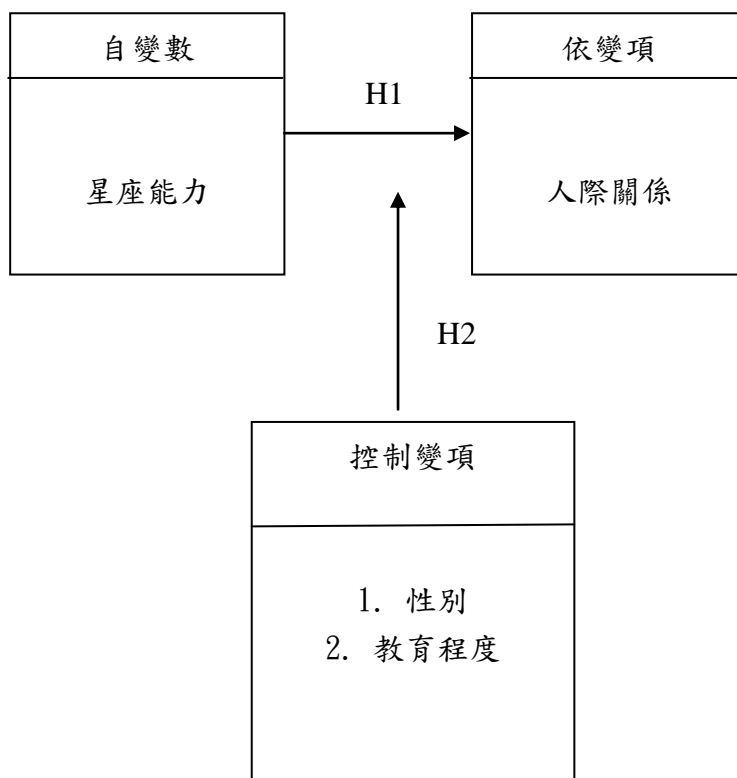 自變數
依變項
H1
星座能力
人際關係
H2
控制變項
1. 性別
2. 教育程度